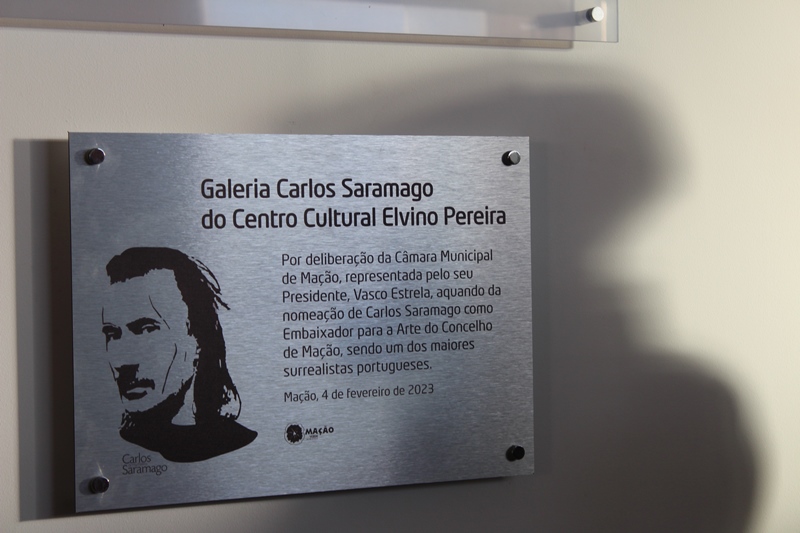 Galeria Carlos Saramago
do Centro Cultural Elvino Pereira
Por deliberação da Câmara Municipal
de Mação, representada pelo seu
Presidente, Vasco Estrela, aquando da
nomeação de Carlos Saramago como
Embaixador para a Arte do Concelho
de Mação, sendo um dos maiores
surrealistas portugueses.
Mação, 4 de fevereiro de 2023
MAÇÃO
Carlos
Saramago